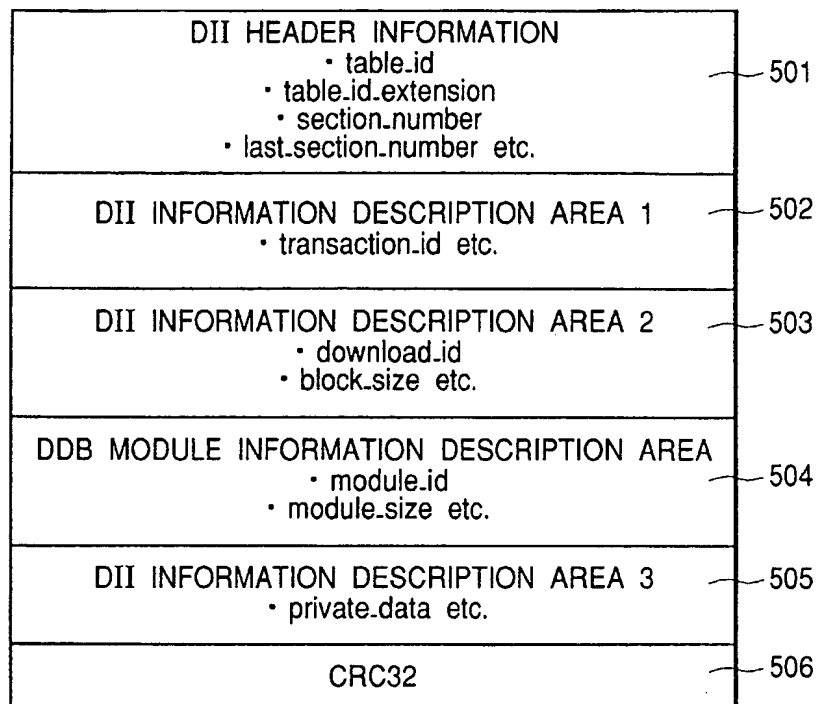 DII HEADER INFORMATION
· table_id
· table_id_extension
· section_number
· last_section_number etc.
501
DII INFORMATION DESCRIPTION AREA 1
· transaction_id etc.
502
DII INFORMATION DESCRIPTION AREA 2
· download_id
· block_size etc.
503
DDB MODULE INFORMATION DESCRIPTION AREA
· module_id
· module_size etc.
504
DII INFORMATION DESCRIPTION AREA 3
· private_data etc.
505
CRC32
506